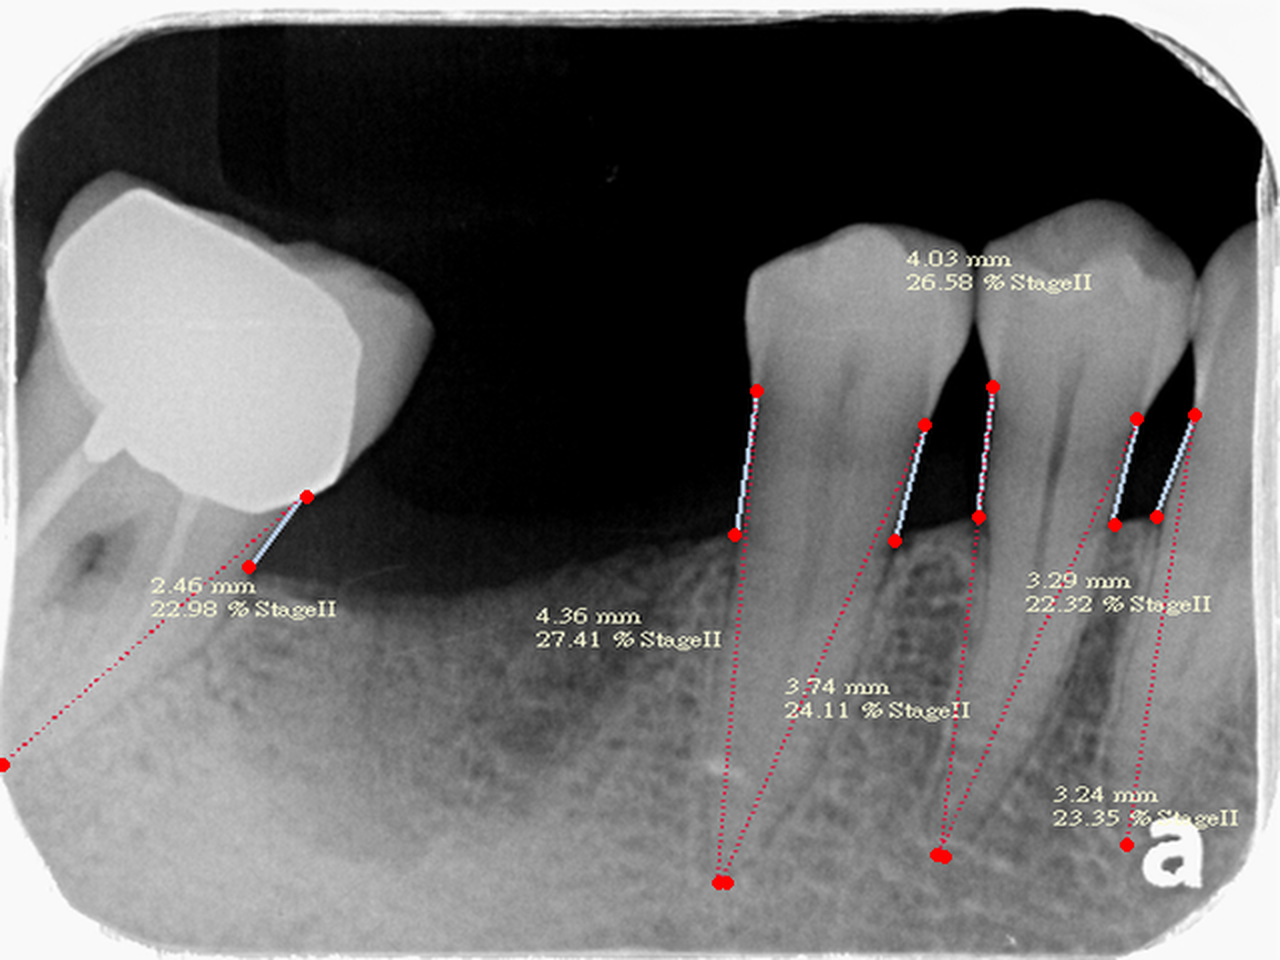 4.03 mm
26.58 % StageII
2.46 mm
22.98 % StageII
3.29 mm
22.32 % StageII
4.36 mm
27.41 % StageII
3.74 mm
24.11 % StageII
3.24 mm
23.35 % StageII
a